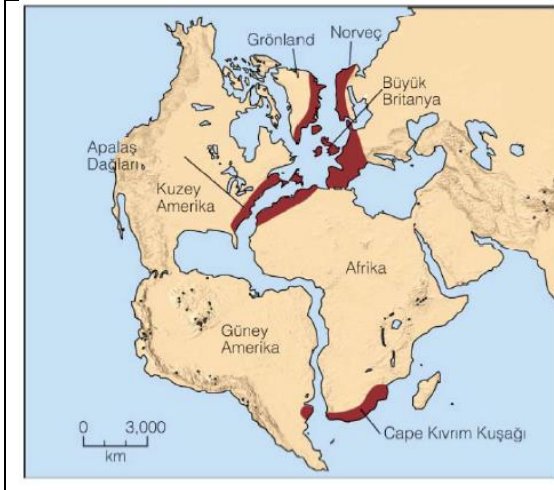 Grönland
Norveç
Büyük
Britanya
Apalaş
Dağları
Kuzey
Amerika
Afrika
Güney
Amerika
0 3,000
km
Cape Kıvrım Kuşağı